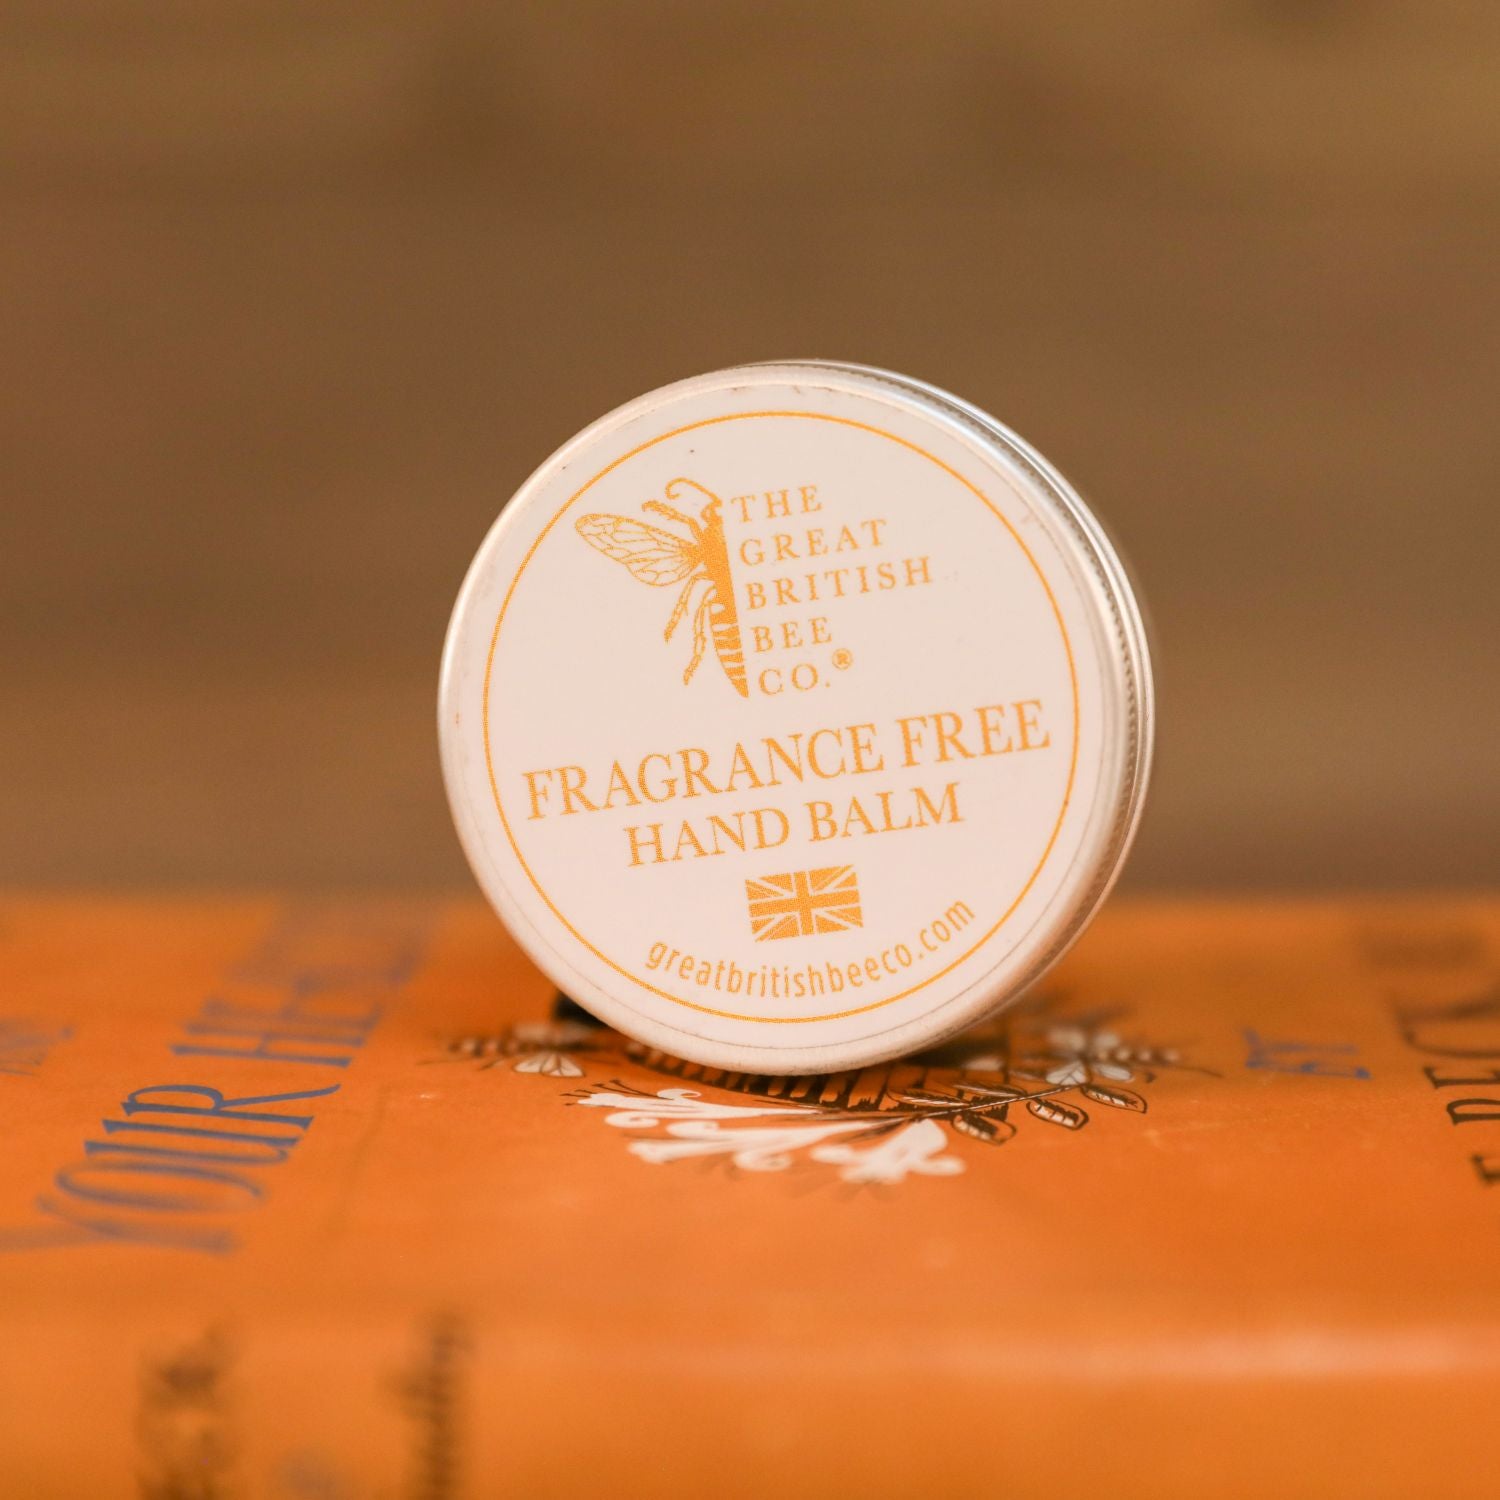 THE
GREAT
BRITISH
BEE
CO.®
FRAGRANCE FREE
HAND BALM
greatbritishbeeco.com
YOUR